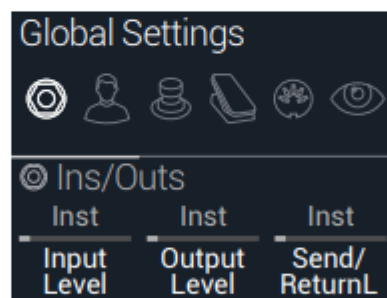 Global Settings
Ins/Outs
Inst Inst Inst
Input Output Send/
Level Level ReturnL